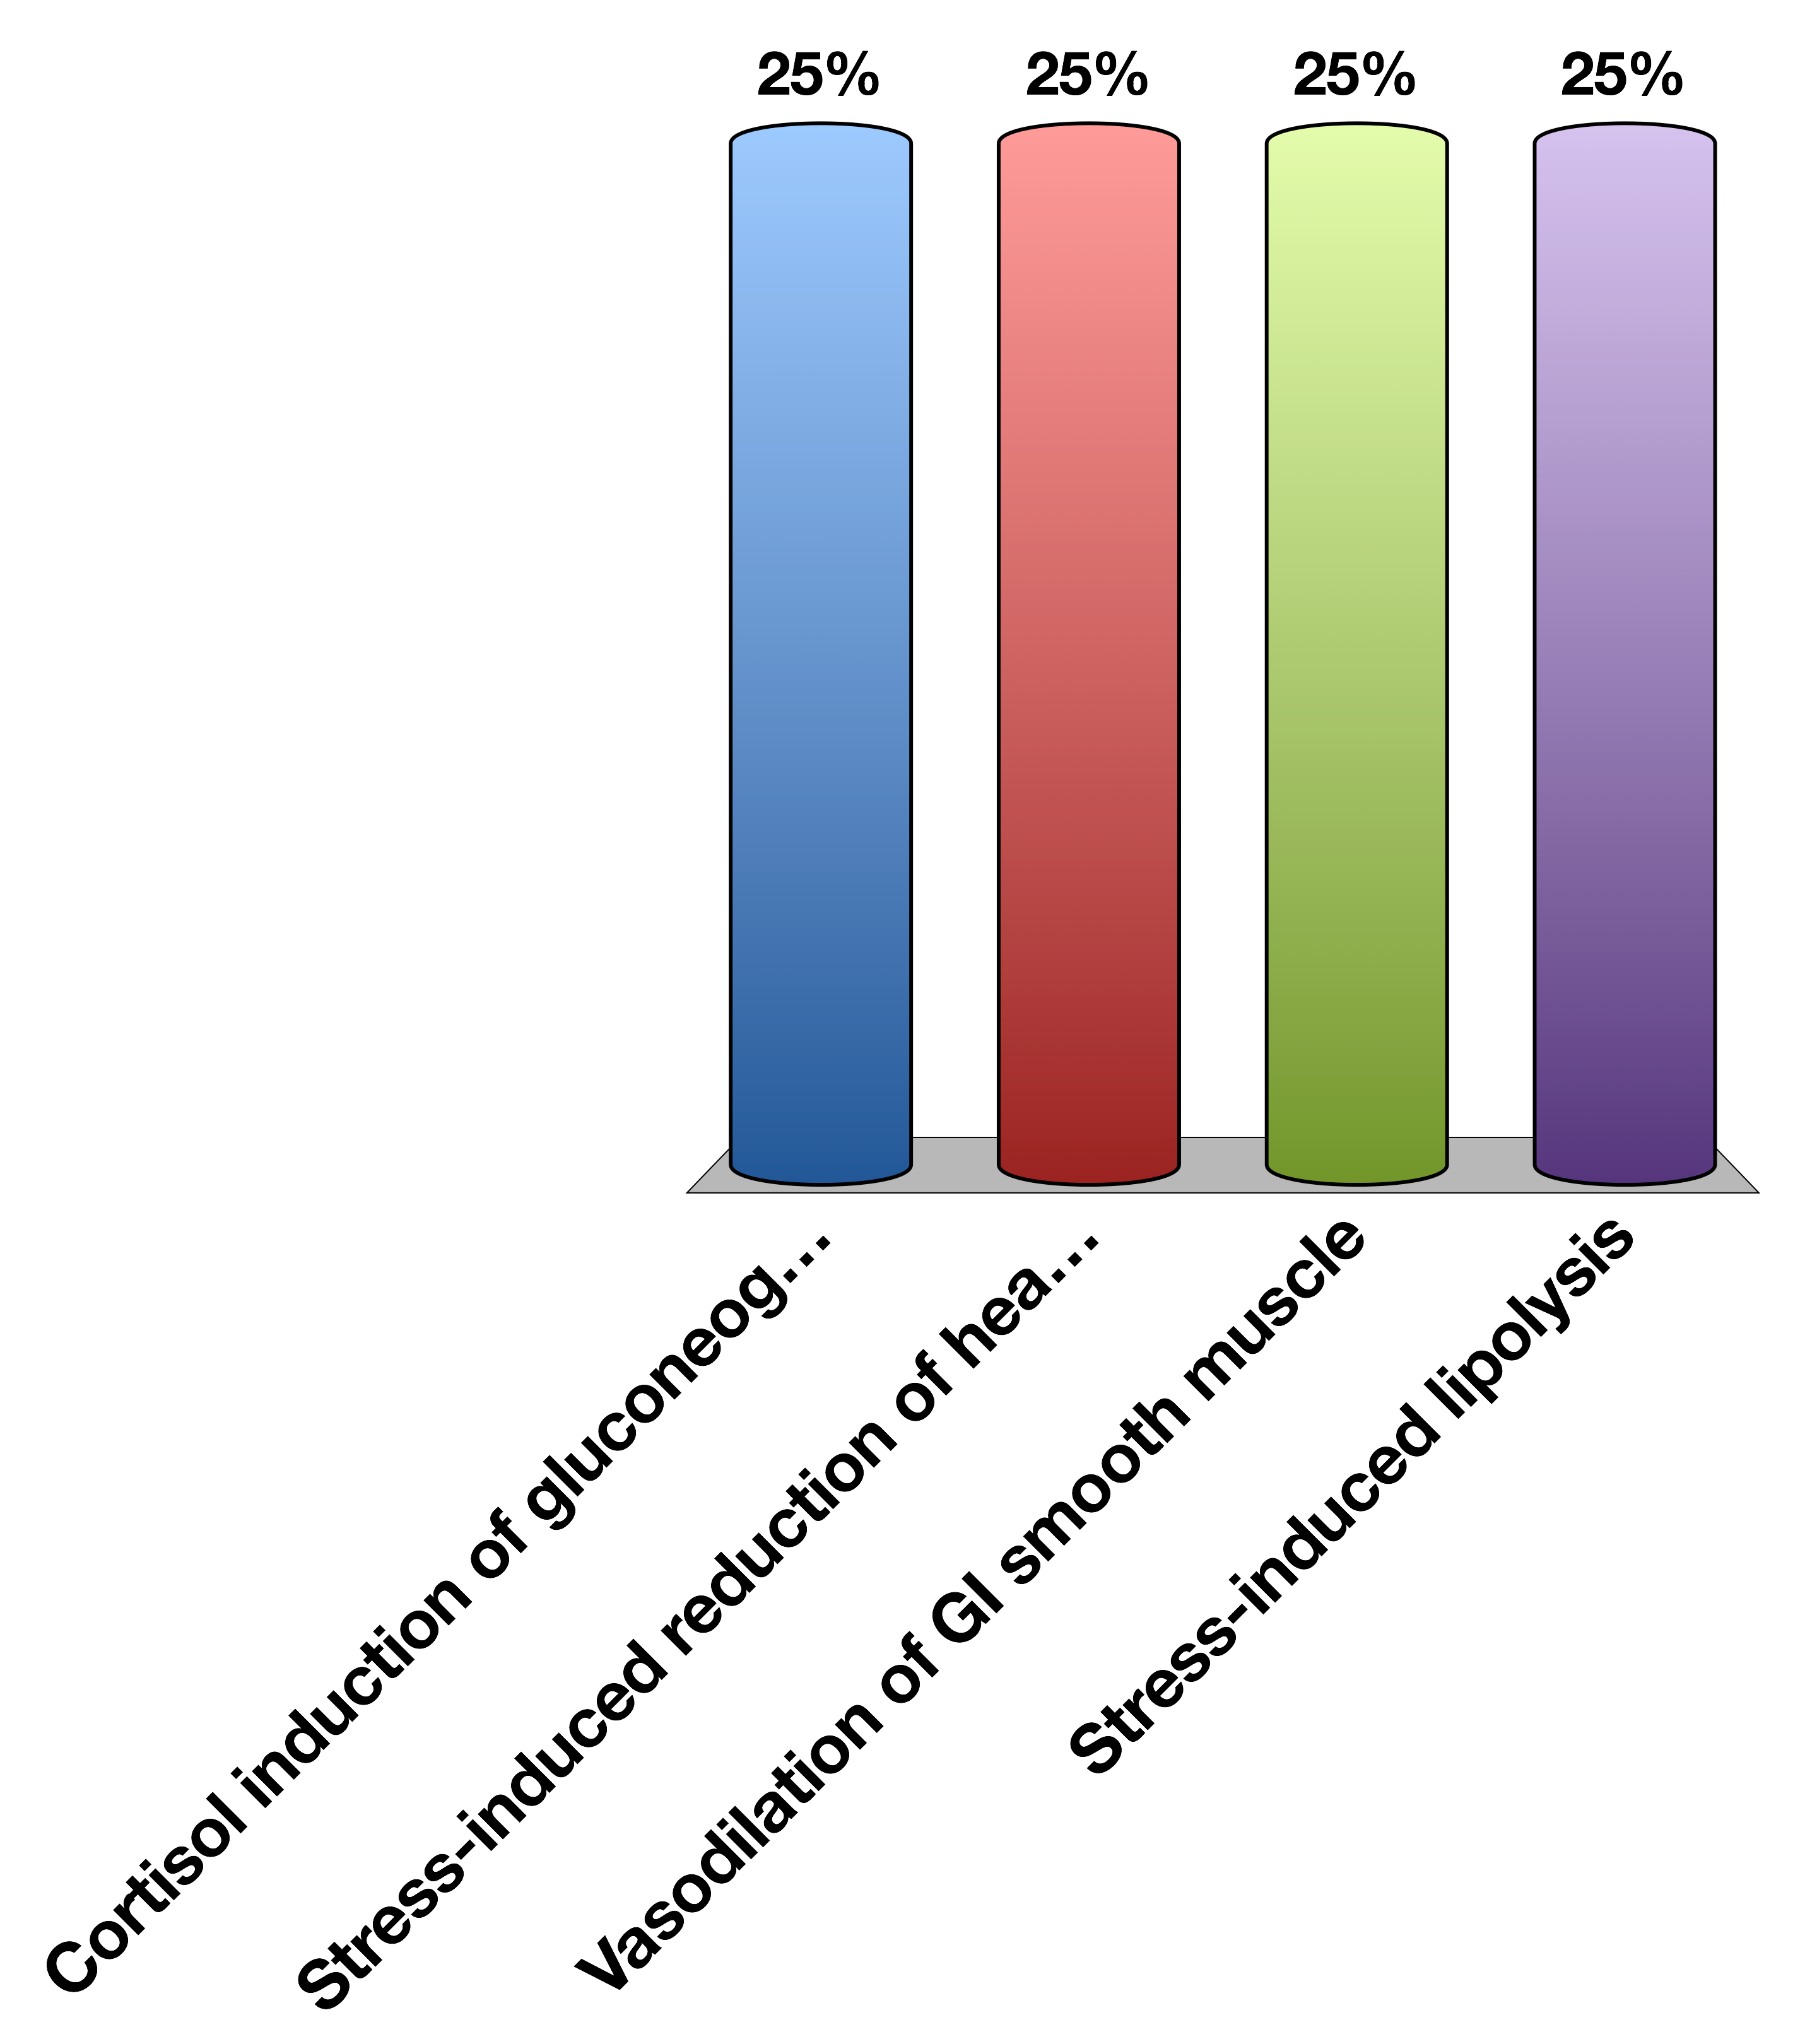 25%
25%
25%
25%
Cortisol induction of gluconeog...
Stress-induced reduction of hea...
Vasodilation of GI smooth muscle
Stress-induced lipolysis